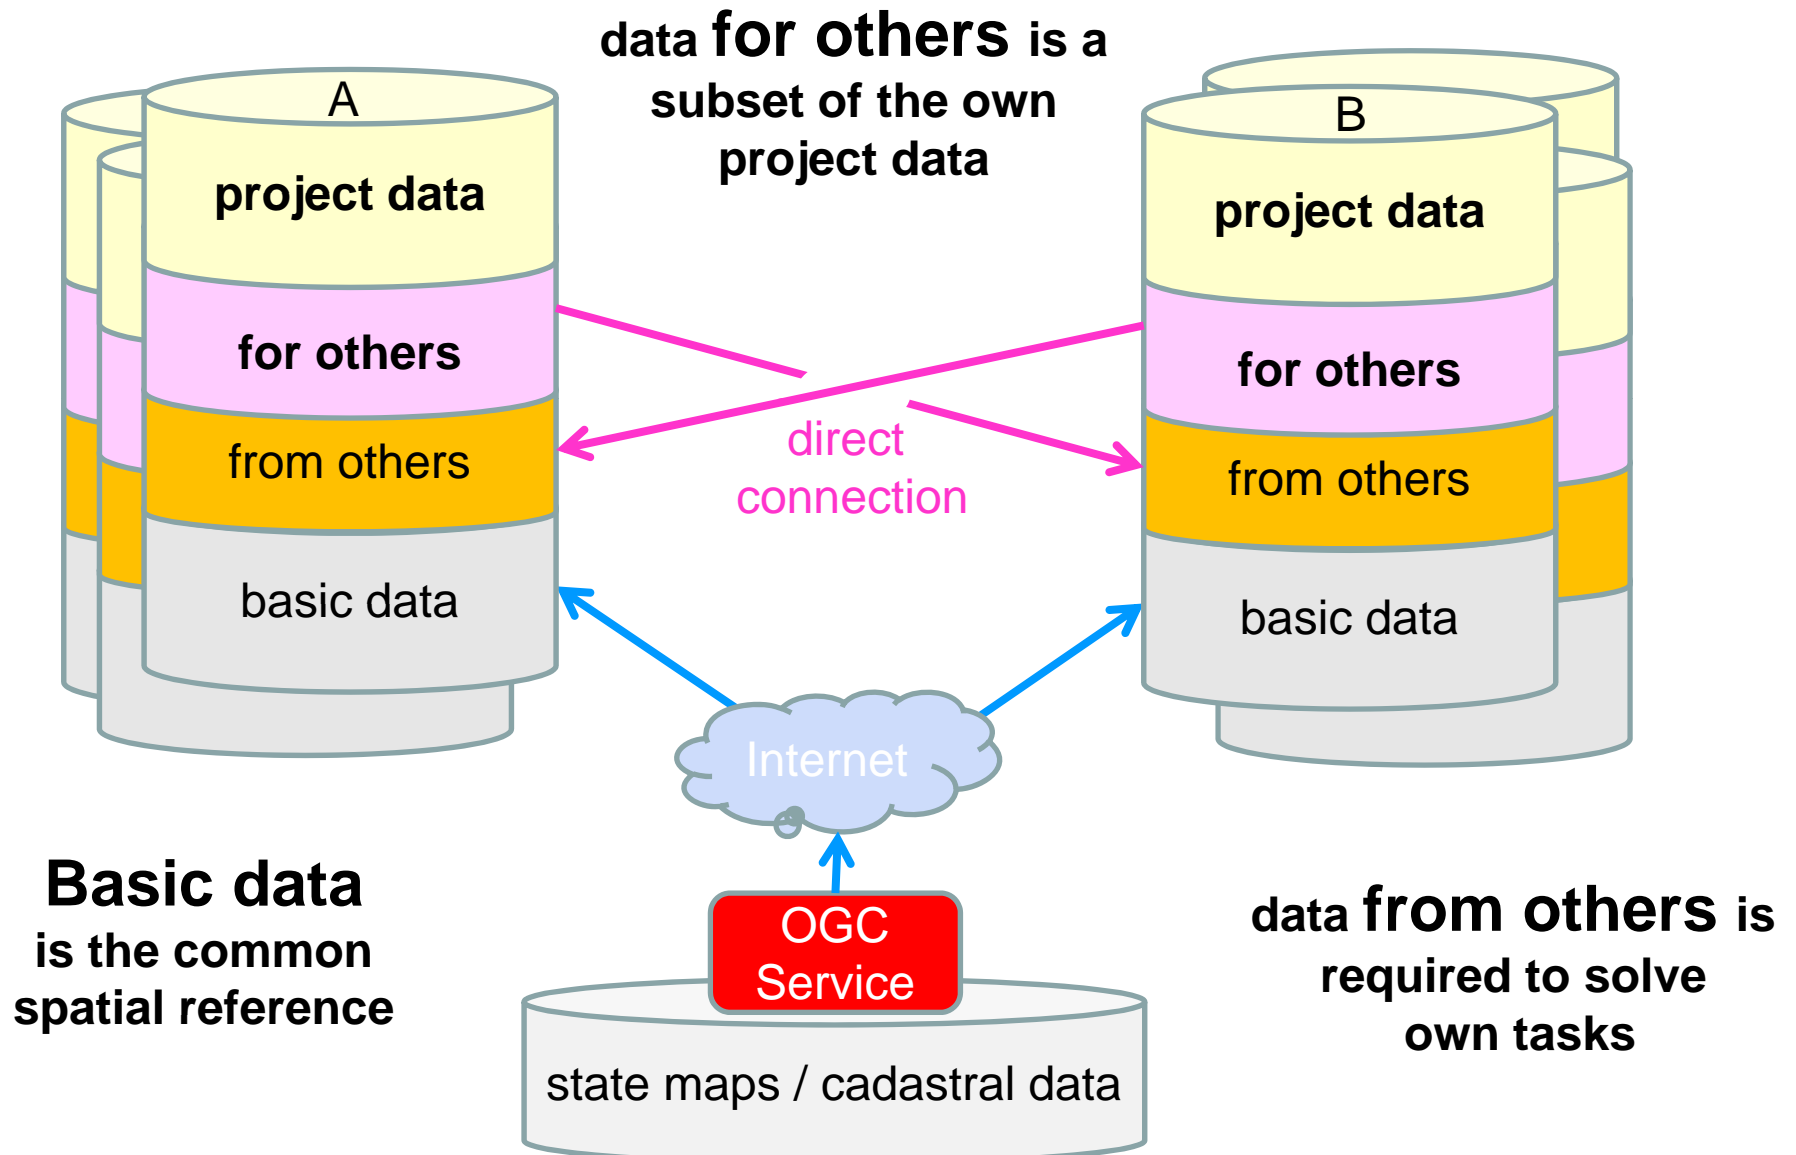 data for others is a
subset of the own
project data
A
project data
for others
from others
basic data
B
project data
for others
from others
basic data
direct
connection
Internet
OGC
Service
state maps / cadastral data
Basic data
is the common
spatial reference
data from others is
required to solve
own tasks